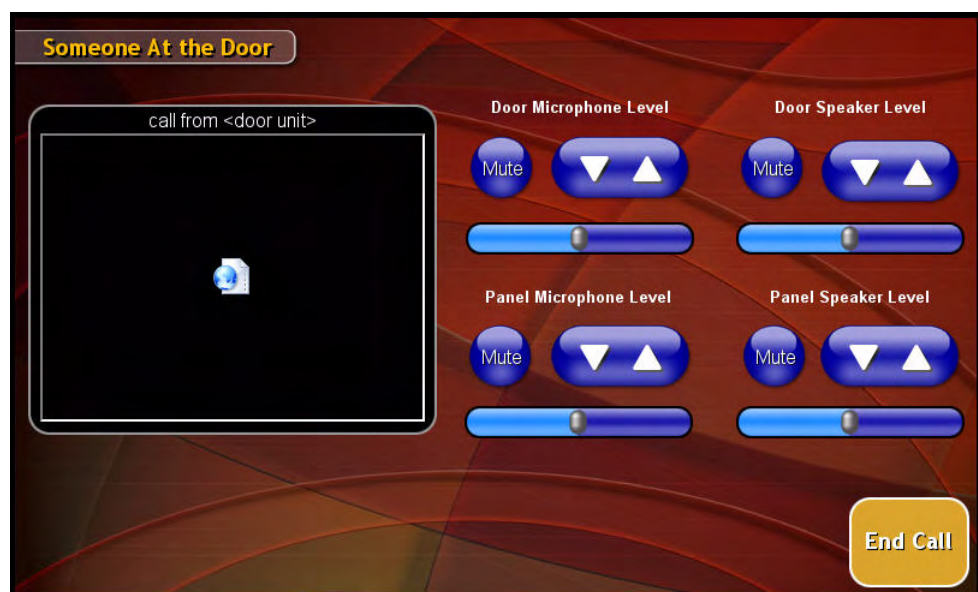 Someone At the Door
call from <door unit>
Door Microphone Level
Door Speaker Level
Mute
Mute
Panel Microphone Level
Panel Speaker Level
Mute
Mute
End Call